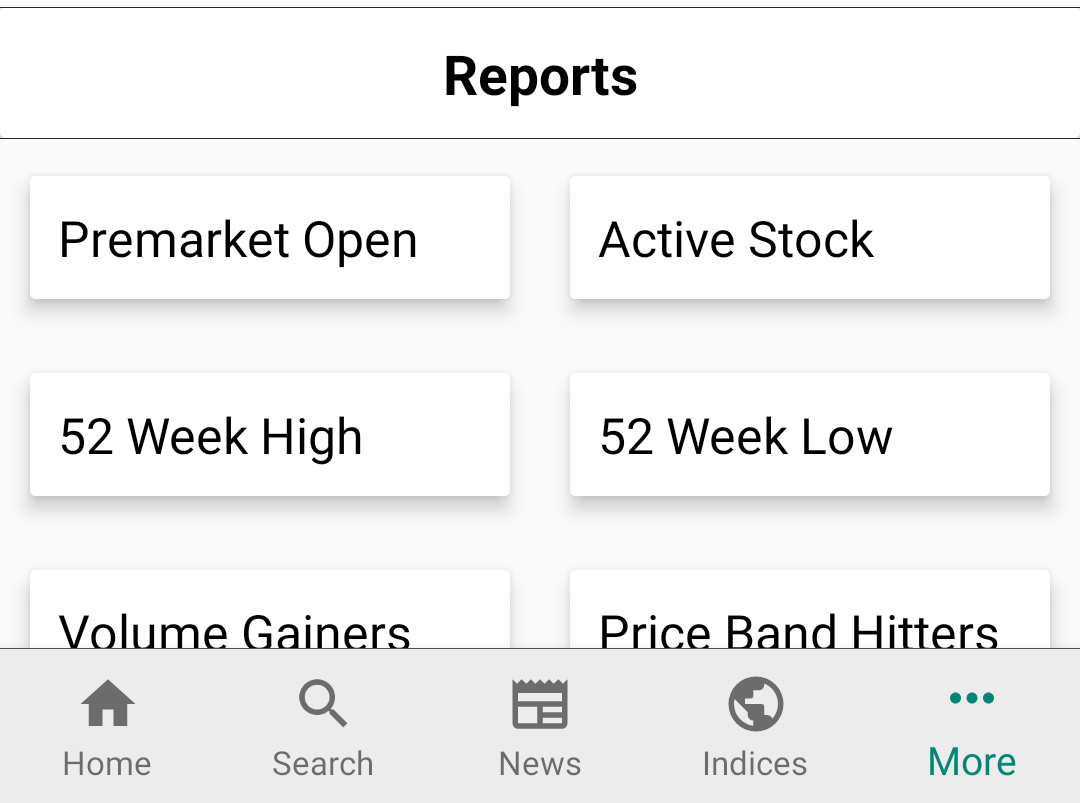 Reports
Premarket Open
Active Stock
52 Week High
52 Week Low
Volume Gainers
Price Band Hitters
Home
Search
News
Indices
More